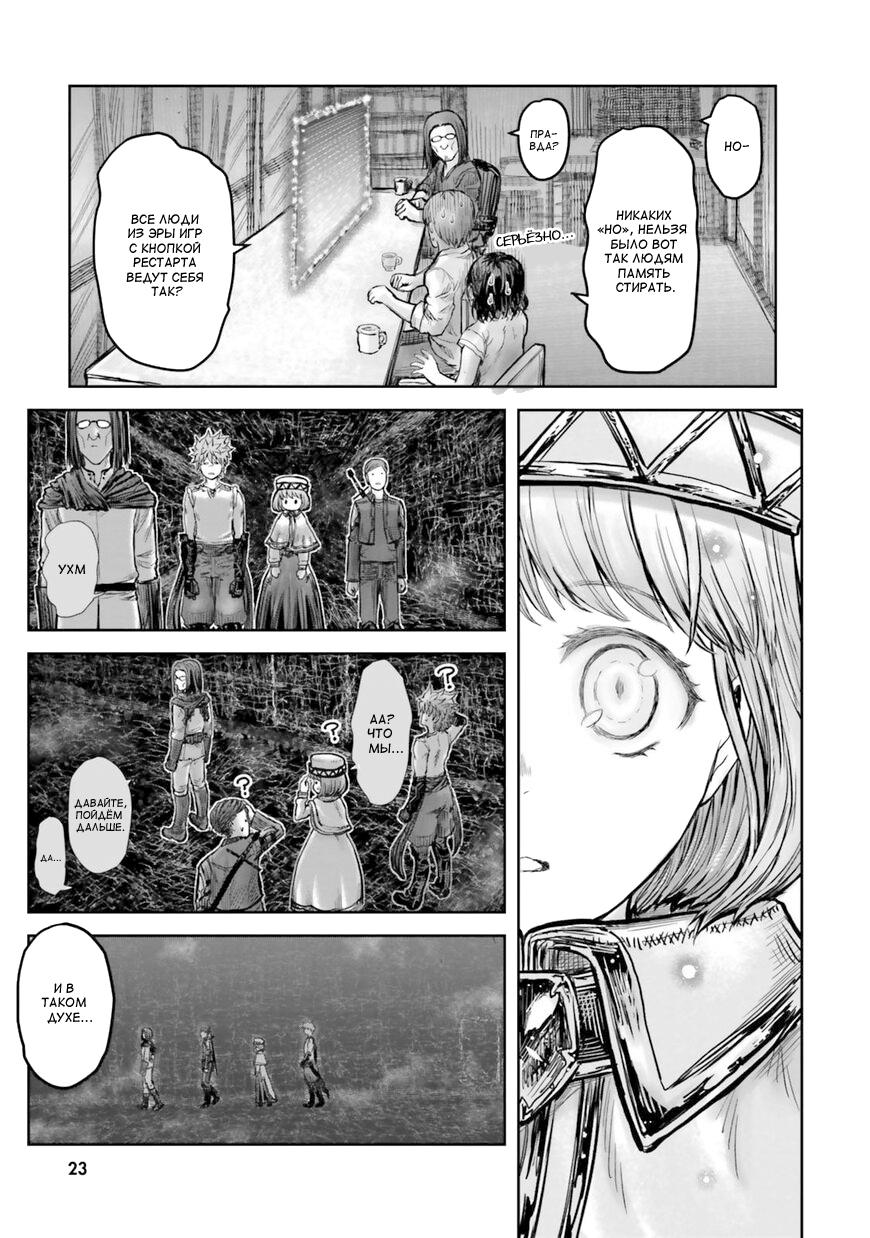 НО-
НИКАКИХ
«НО», НЕЛЬЗЯ
БЫЛО ВОТ
ТАК ЛЮДЯМ
ПАМЯТЬ
СТИРАТЬ.
ПРА-
ВДА?
СЕРЬЁЗНО...
ВСЕ ЛЮДИ
ИЗ ЭРЫ ИГР
С КНОПКОЙ
РЕСТАРТА
ВЕДУТ СЕБЯ
ТАК?
УХМ
?
?
?
АА?
ЧТО
МЫ...
ДАВАЙТЕ,
ПОЙДЁМ
ДАЛЬШЕ.
ДА...
И В
ТАКОМ
ДУХЕ...
23